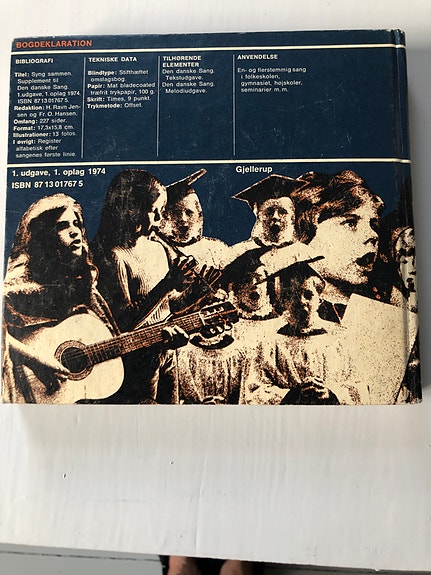 BOGDEKLARATION
BIBLIOGRAFI
Titel: Syng sammen.
Supplement til
Den danske Sang.
1. udgave, 1. oplag 1974,
ISBN 87 13 01767 5.
Redaktion: H. Ravn Jen-
sen og Fr. O. Hansen.
Omfang: 227 sider.
Format: 17,3x15,8 cm.
Illustrationer: 13 fotos.
I øvrigt: Register
alfabetisk efter
sangenes første linie.
TEKNISKE DATA
Blindtype: Stifthæftet
omslagsbog.
Papir: Mat bladecoated
træfrit trykpapir, 100 g.
Skrift: Times, 9 punkt.
Trykmetode: Offset.
TILHØRENDE
ELEMENTER
Den danske Sang.
Tekstudgave.
Den danske Sang.
Melodiudgave.
ANVENDELSE
En- og flerstemmig sang
i folkeskolen,
gymnasiet, højskoler,
seminarier m. m.
1. udgave, 1. oplag 1974
ISBN 87 13 01767 5
Gjellerup